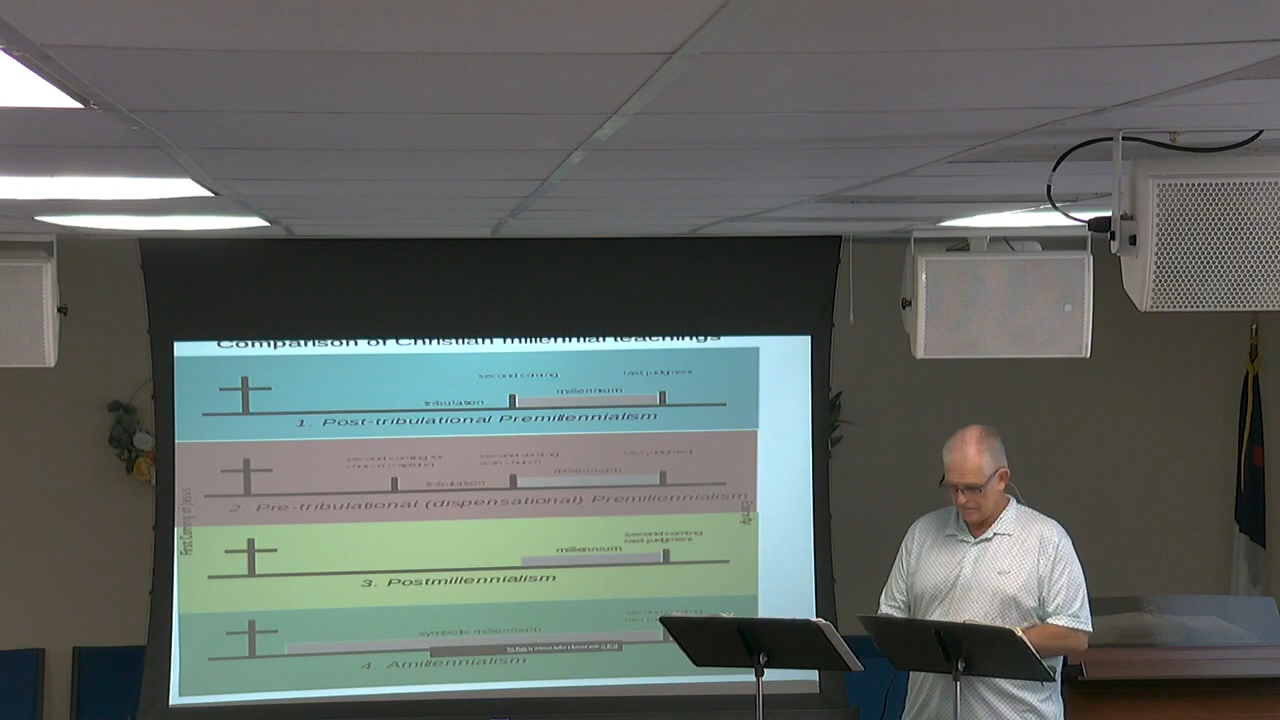 Comparison of Christian millennial teachings
second coming
last judgment
tribulation
millennium
1. Post-tribulational Premillennialism
second coming for
church (rapture)
second coming
with church
last judgment
tribulation
millennium
2. Pre-tribulational (dispensational) Premillennialism
First Coming of Jesus
Eternity
second coming
last judgment
millennium
3. Postmillennialism
second coming
symbolic millennium
4 Amillennialism